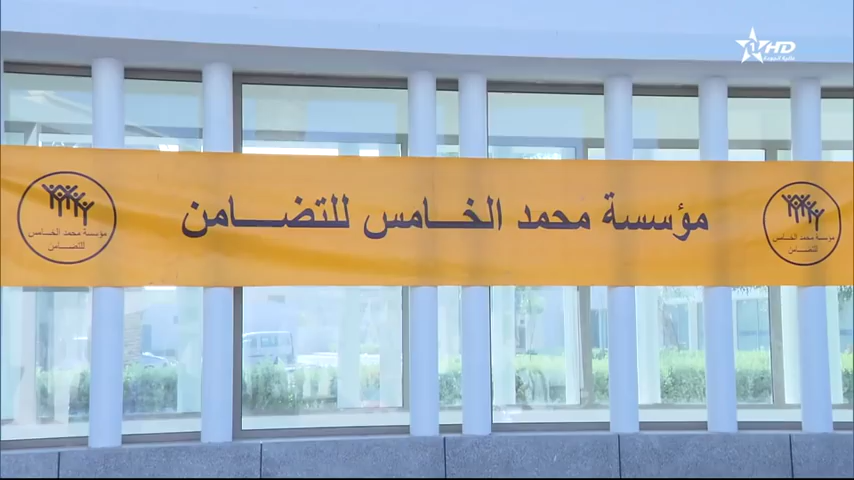 HD
مؤسسة محمد الخامس للتضامن
مؤسسة محمد الخامس
للتضامن
مؤسسة محمد الخامس
للتضامن